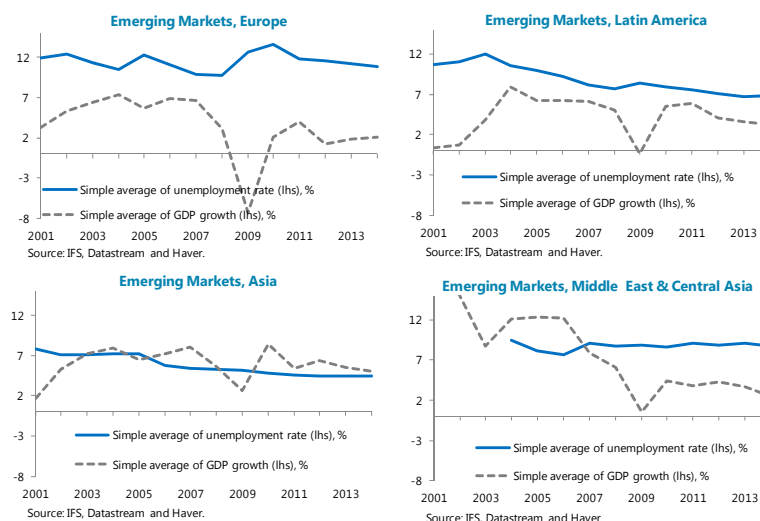 Emerging Markets, Europe
12
7
2
-3
-8
Simple average of unemployment rate (lhs), %
Simple average of GDP growth (lhs), %
2001 2003 2005 2007 2009 2011 2013
Source: IFS, Datastream and Haver.
Emerging Markets, Latin America
12
7
2
-3
-8
Simple average of unemployment rate (lhs), %
Simple average of GDP growth (lhs), %
2001 2003 2005 2007 2009 2011 2013
Source: IFS, Datastream and Haver.
Emerging Markets, Asia
12
7
2
-3
-8
Simple average of unemployment rate (lhs), %
Simple average of GDP growth (lhs), %
2001 2003 2005 2007 2009 2011 2013
Source: IFS, Datastream and Haver.
Emerging Markets, Middle East & Central Asia
12
7
2
-3
-8
Simple average of unemployment rate (lhs), %
Simple average of GDP growth (lhs), %
2001 2003 2005 2007 2009 2011 2013
Source: IFS, Datastream and Haver.